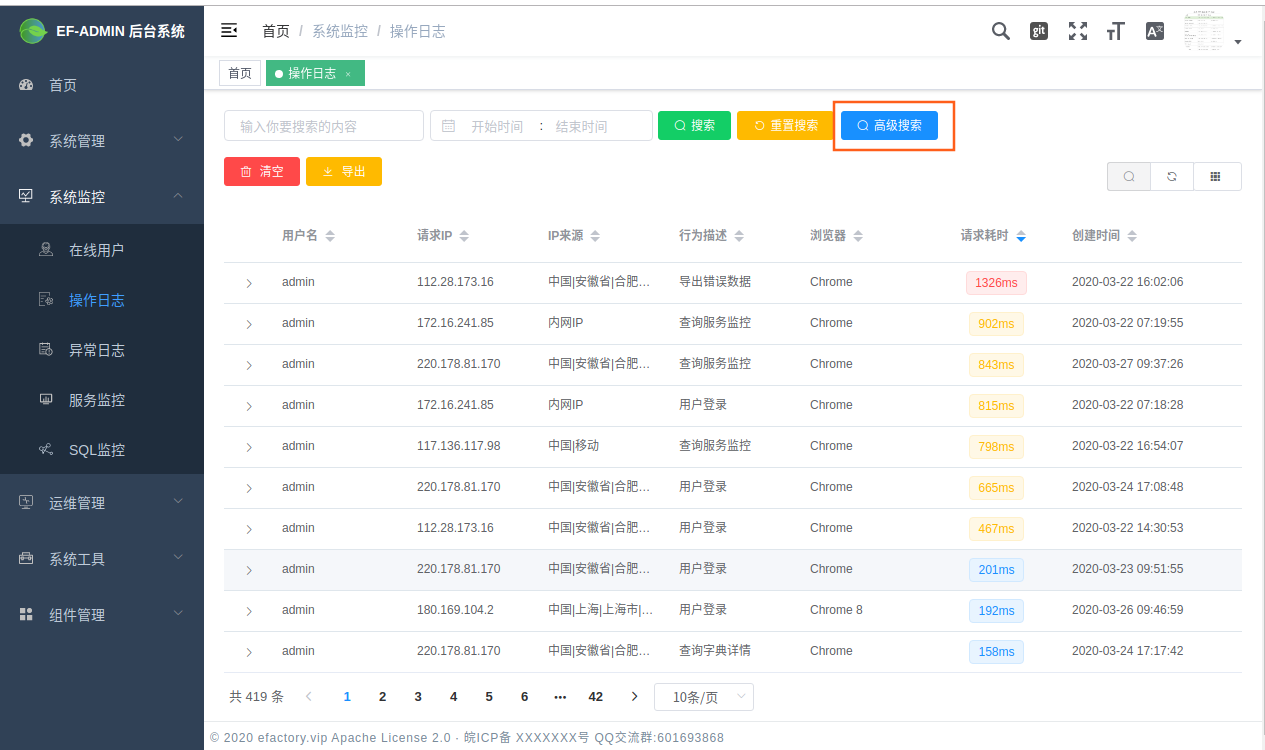 EF-ADMIN 后台系统
首页
系统管理
系统监控
在线用户
操作日志
异常日志
服务监控
SQL监控
运维管理
系统工具
组件管理
首页 / 系统监控 / 操作日志
git
A文
首页
操作日志 ×
输入你要搜索的内容 开始时间 : 结束时间 搜索 重置搜索 高级搜索
清空 导出
用户名 请求IP IP来源 行为描述 浏览器 请求耗时 创建时间
admin 112.28.173.16 中国|安徽省|合肥... 导出错误数据 Chrome 1326ms 2020-03-22 16:02:06
admin 172.16.241.85 内网IP 查询服务监控 Chrome 902ms 2020-03-22 07:19:55
admin 220.178.81.170 中国|安徽省|合肥... 查询服务监控 Chrome 843ms 2020-03-27 09:37:26
admin 172.16.241.85 内网IP 用户登录 Chrome 815ms 2020-03-22 07:18:28
admin 117.136.117.98 中国|移动 查询服务监控 Chrome 798ms 2020-03-22 16:54:07
admin 220.178.81.170 中国|安徽省|合肥... 用户登录 Chrome 665ms 2020-03-24 17:08:48
admin 112.28.173.16 中国|安徽省|合肥... 用户登录 Chrome 467ms 2020-03-22 14:30:53
admin 220.178.81.170 中国|安徽省|合肥... 用户登录 Chrome 201ms 2020-03-23 09:51:55
admin 180.169.104.2 中国|上海|上海市|... 用户登录 Chrome 8 192ms 2020-03-26 09:46:59
admin 220.178.81.170 中国|安徽省|合肥... 查询字典详情 Chrome 158ms 2020-03-24 17:17:42
共 419 条 1 2 3 4 5 6 ••• 42 10条/页
© 2020 efactory.vip Apache License 2.0 · 皖ICP备 XXXXXXX号 QQ交流群:601693868